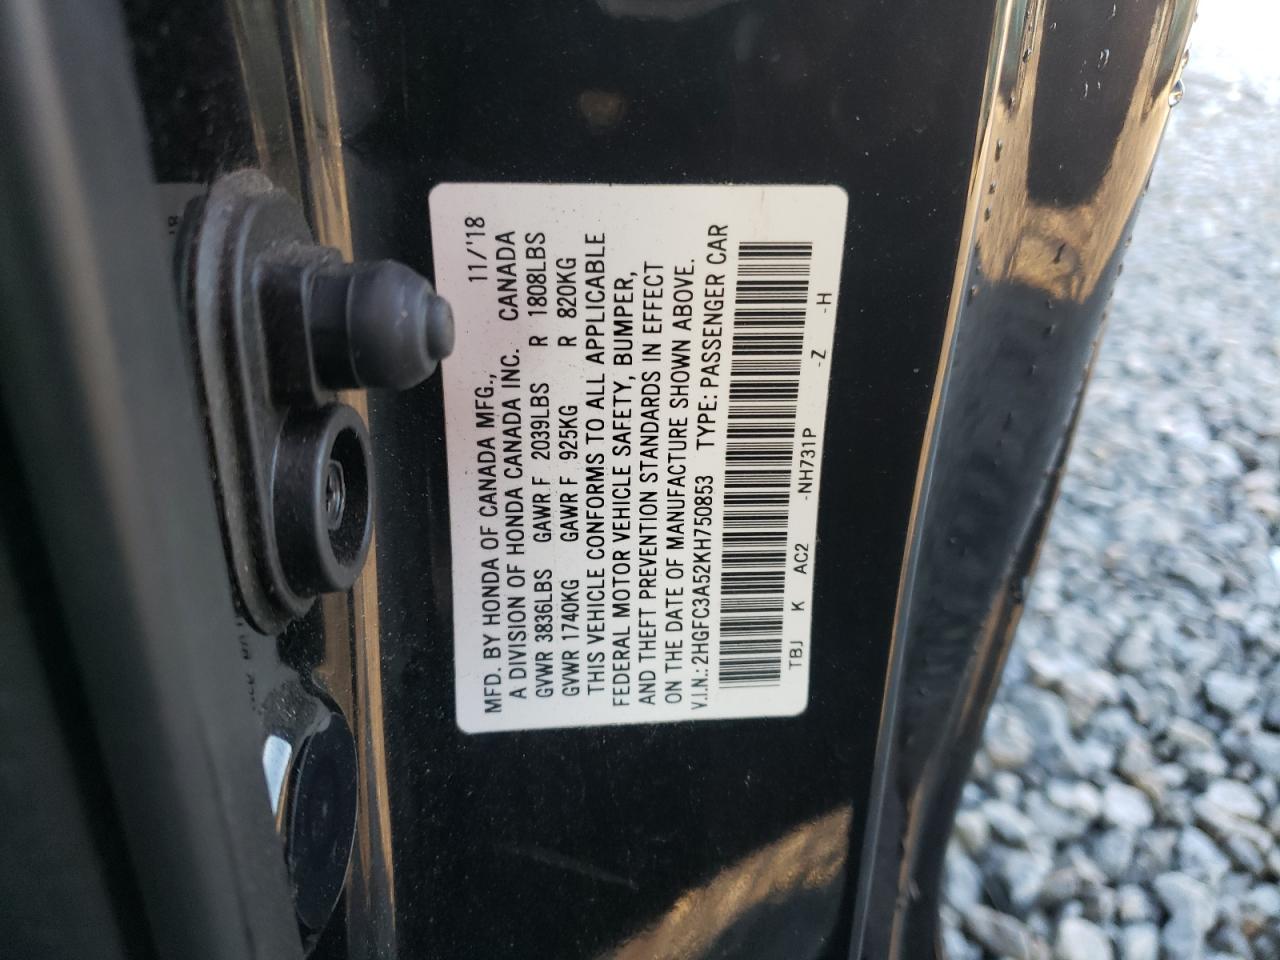 11/'18
MFD. BY HONDA OF CANADA MFG.,
A DIVISION OF HONDA CANADA INC. CANADA
GVWR 3836LBS GAWR F 2039LBS R 1808LBS
GVWR 1740KG GAWR F 925KG R 820KG
THIS VEHICLE CONFORMS TO ALL APPLICABLE
FEDERAL MOTOR VEHICLE SAFETY, BUMPER,
AND THEFT PREVENTION STANDARDS IN EFFECT
ON THE DATE OF MANUFACTURE SHOWN ABOVE.
V.I.N.: 2HGFC3A52KH750853 TYPE: PASSENGER CAR
TBJ K AC2 -NH731P -Z -H